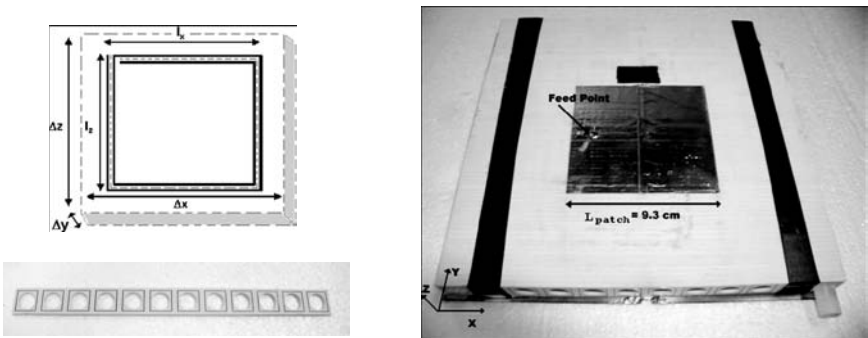 lx
Δz
lz
Δx
Δy
Feed Point
Lpatch = 9.3 cm
Y
Z
X